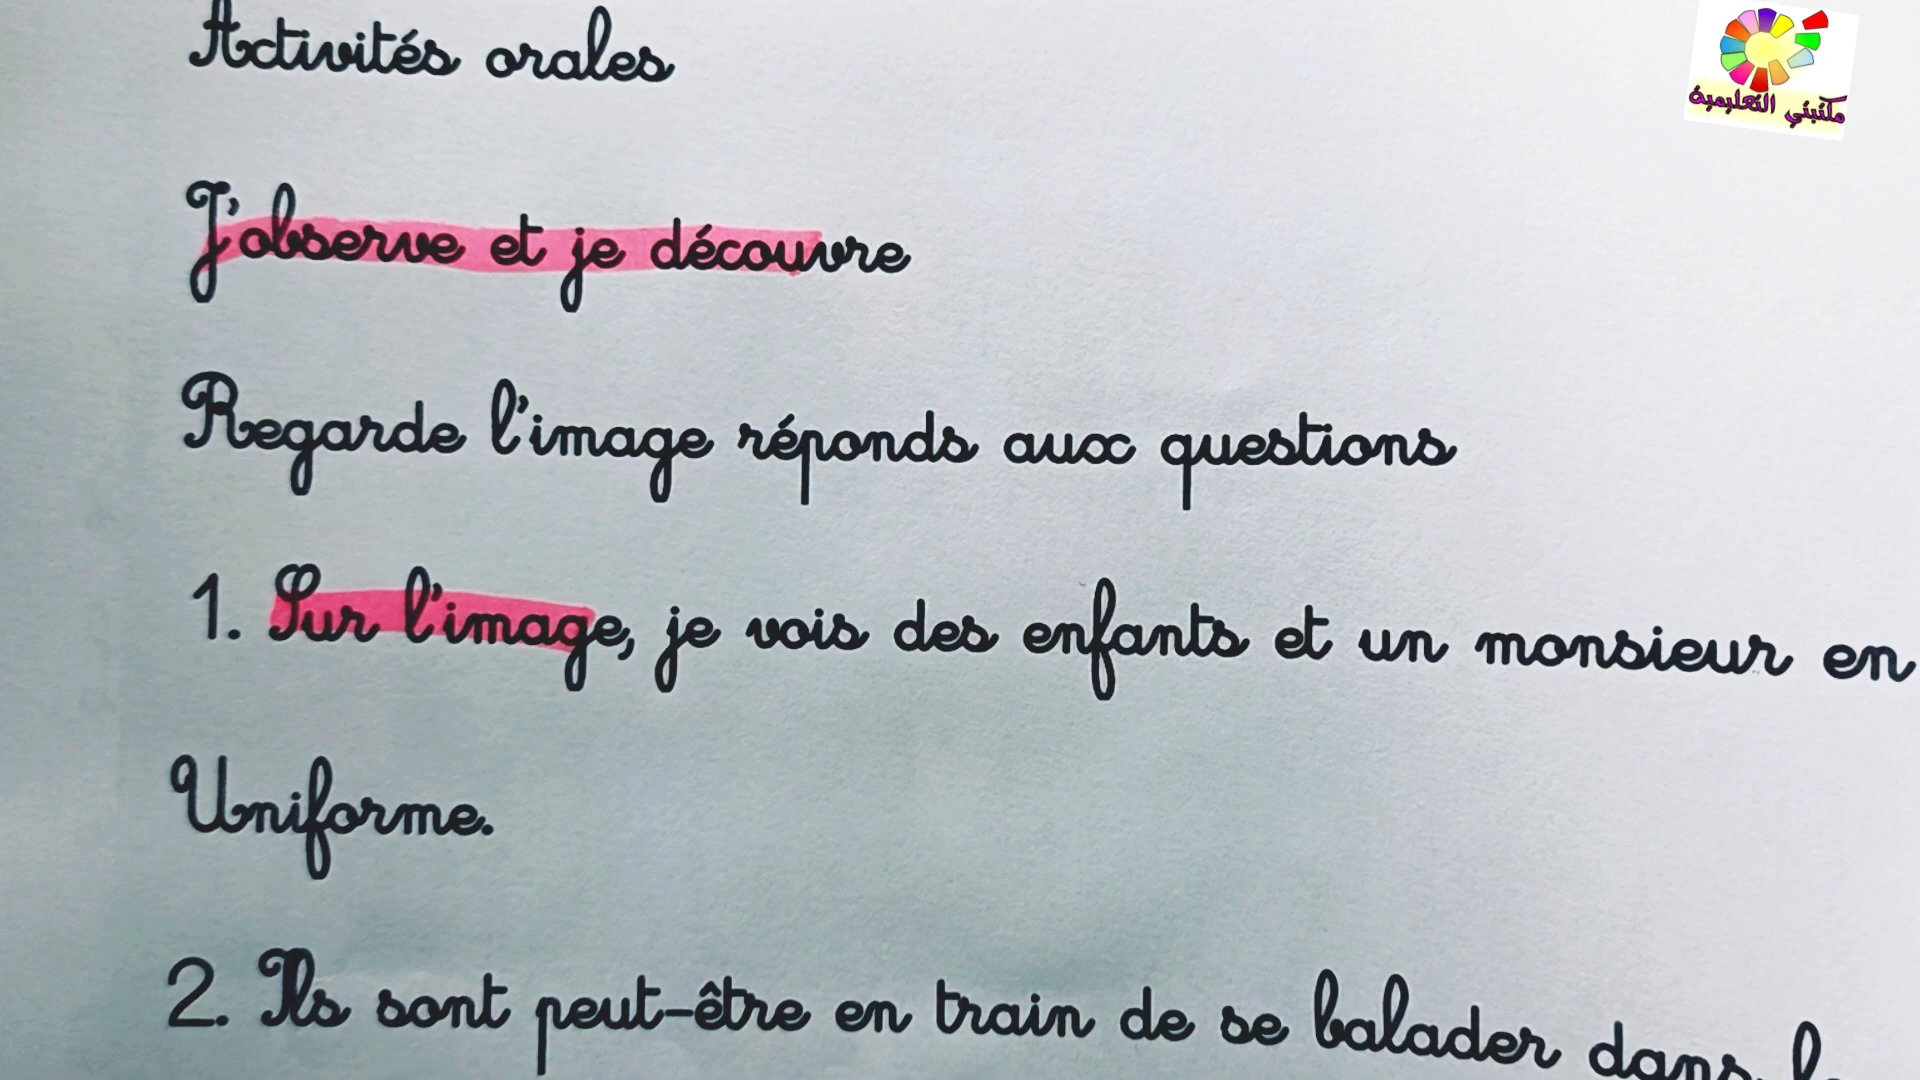 Activités orales
مكتبتي التعليمية
J'observe et je découvre
Regarde l'image réponds aux questions
1. Sur l'image, je vois des enfants et un monsieur en
Uniforme.
2. Ils sont peut-être en train de se balader dans